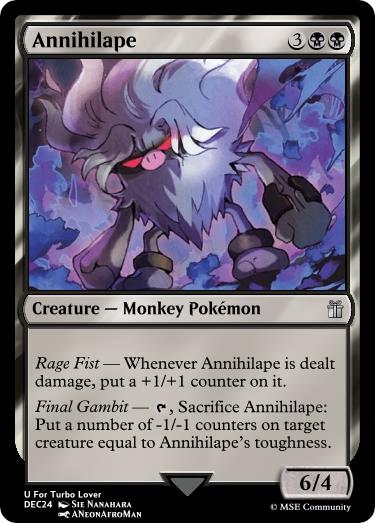 Annihilape 3
Creature — Monkey Pokémon
Rage Fist — Whenever Annihilape is dealt
damage, put a +1/+1 counter on it.
Final Gambit — , Sacrifice Annihilape:
Put a number of -1/-1 counters on target
creature equal to Annihilape's toughness.
6/4
U For Turbo Lover
DEC24 Sie Nanahara
ANeonAfroMan
© MSE Community